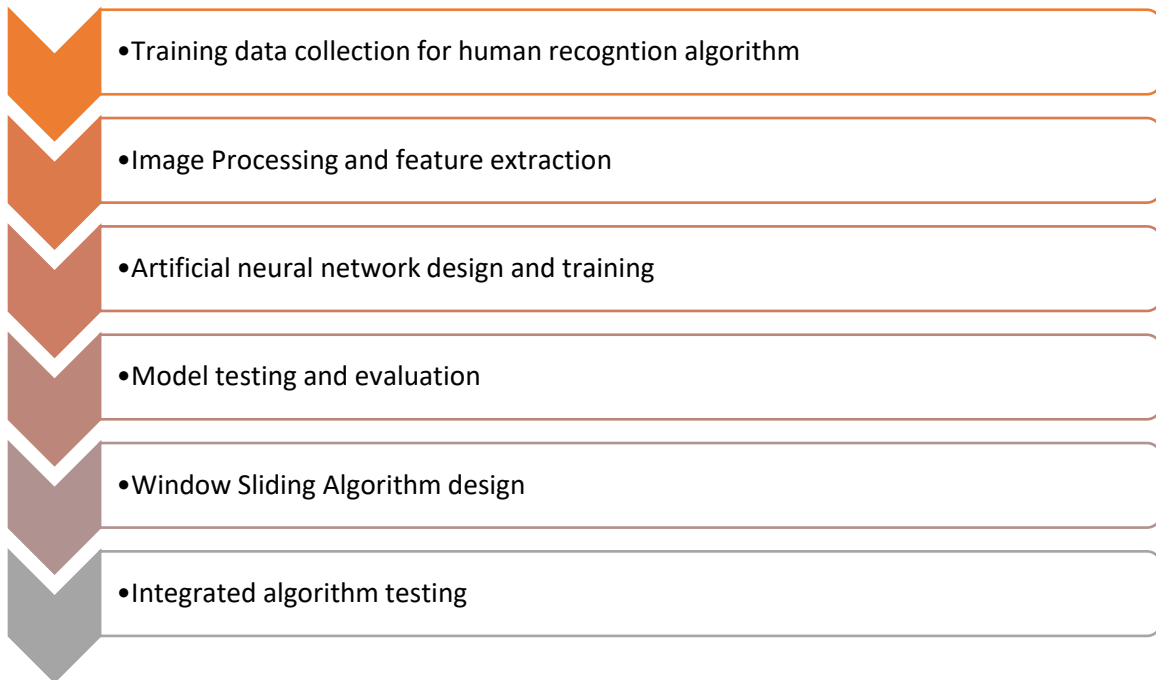 •Training data collection for human recogntion algorithm
•Image Processing and feature extraction
•Artificial neural network design and training
•Model testing and evaluation
•Window Sliding Algorithm design
•Integrated algorithm testing